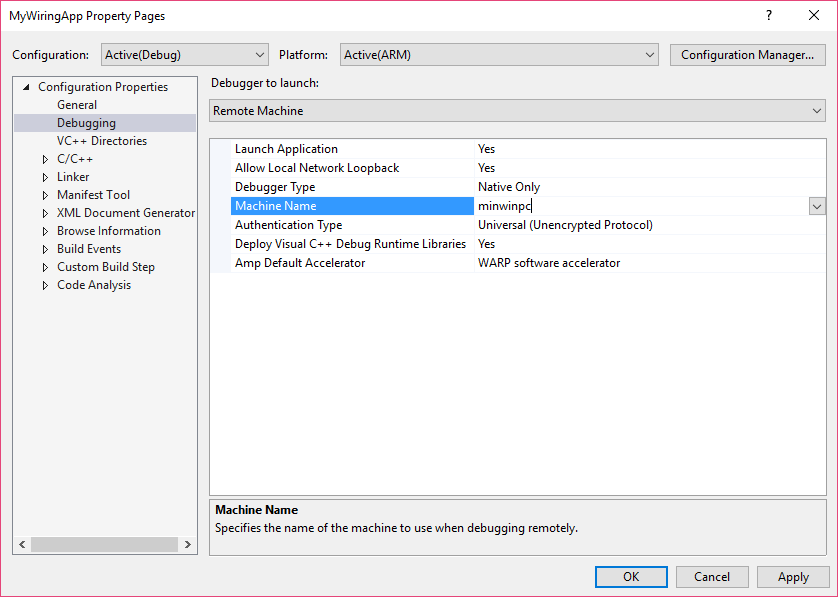 MyWiringApp Property Pages ?
Configuration: Active(Debug) Platform: Active(ARM) Configuration Manager...
Configuration Properties
General
Debugging
VC++ Directories
C/C++
Linker
Manifest Tool
XML Document Generator
Browse Information
Build Events
Custom Build Step
Code Analysis
Debugger to launch:
Remote Machine
Launch Application Yes
Allow Local Network Loopback Yes
Debugger Type Native Only
Machine Name minwinpc
Authentication Type Universal (Unencrypted Protocol)
Deploy Visual C++ Debug Runtime Libraries Yes
Amp Default Accelerator WARP software accelerator
Machine Name
Specifies the name of the machine to use when debugging remotely.
OK Cancel Apply